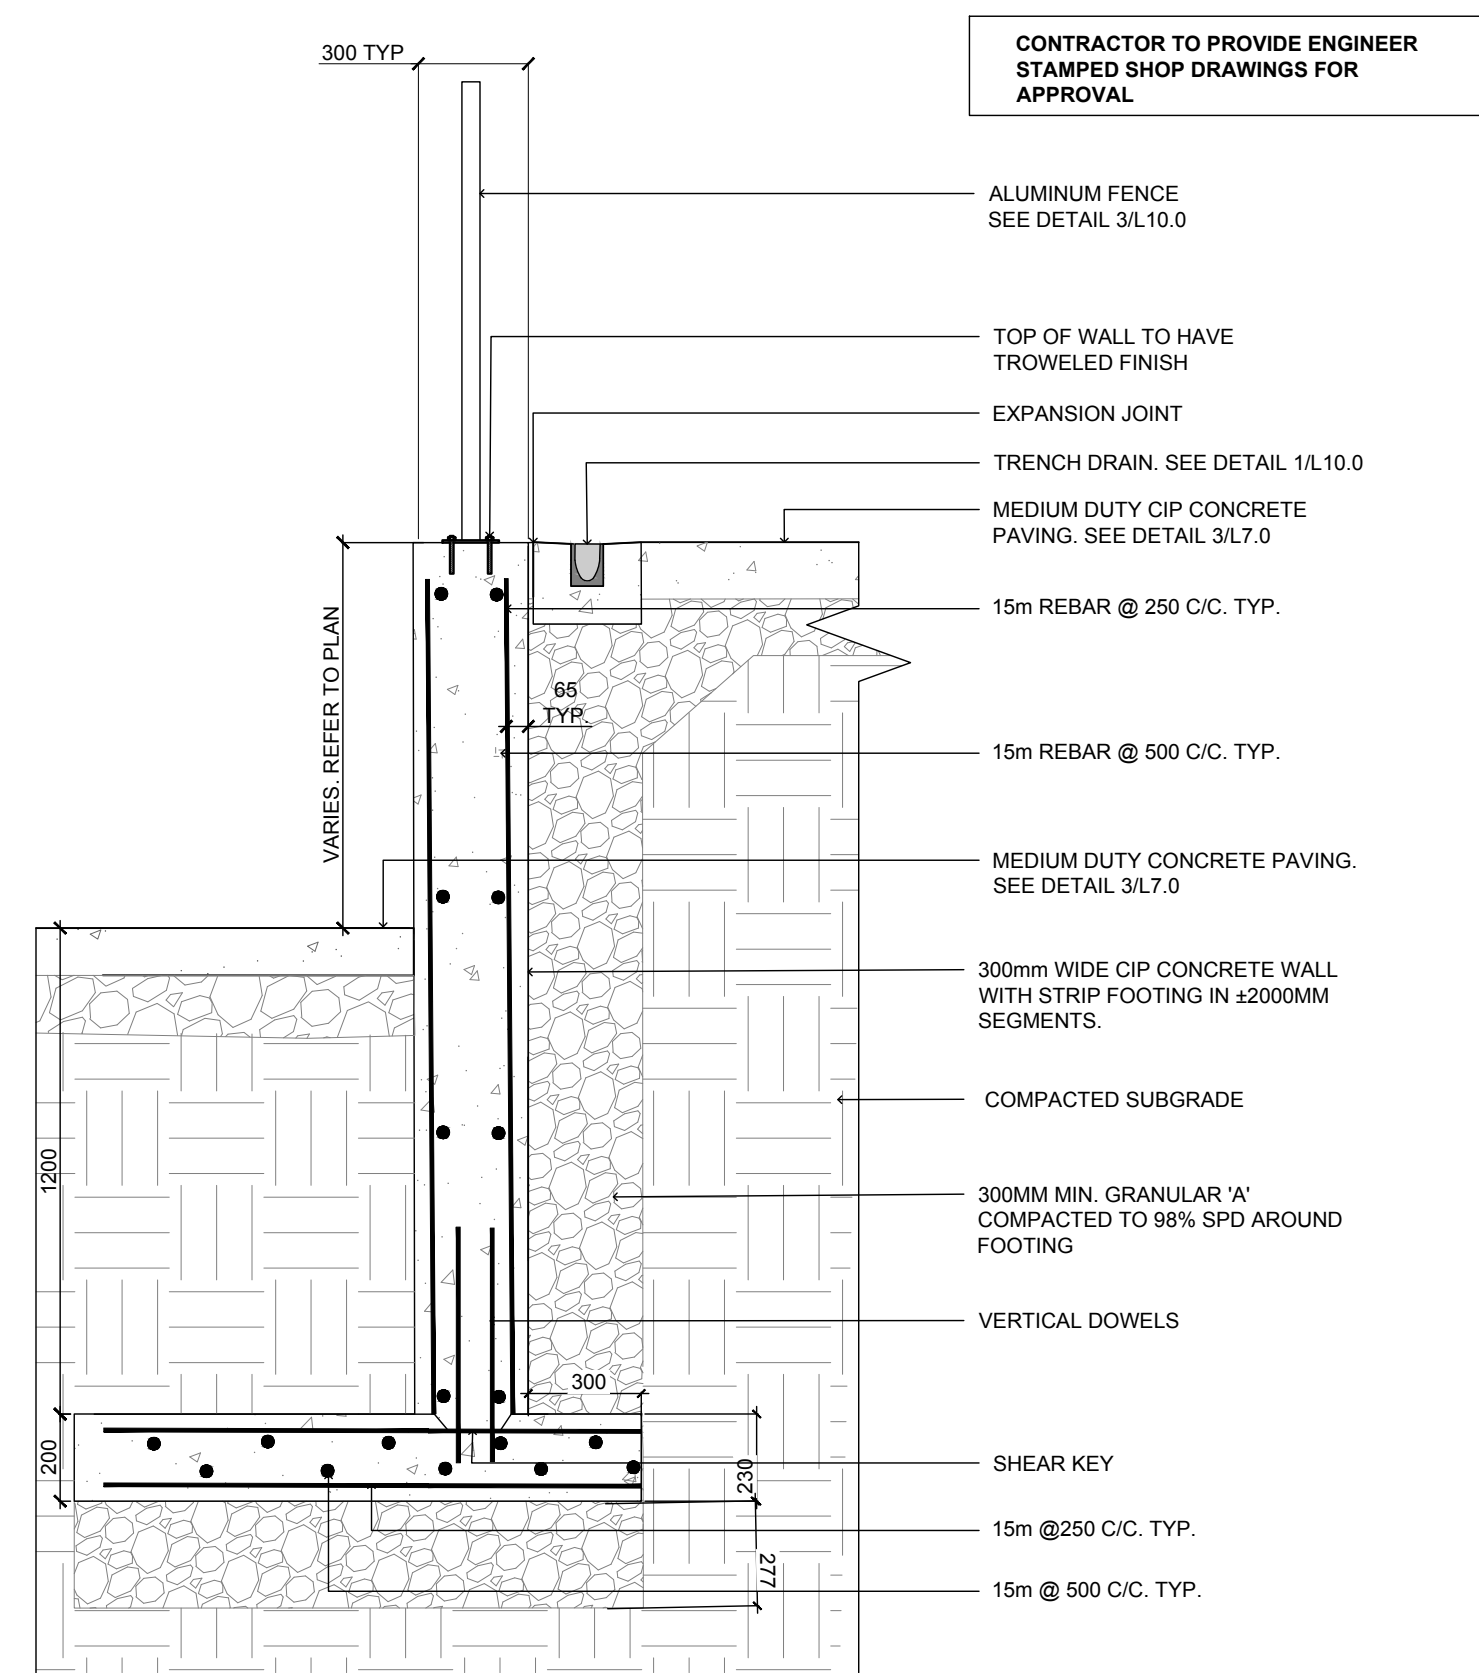 300 TYP
CONTRACTOR TO PROVIDE ENGINEER
STAMPED SHOP DRAWINGS FOR
APPROVAL
ALUMINUM FENCE
SEE DETAIL 3/L10.0
TOP OF WALL TO HAVE
TROWELED FINISH
EXPANSION JOINT
TRENCH DRAIN. SEE DETAIL 1/L10.0
MEDIUM DUTY CIP CONCRETE
PAVING. SEE DETAIL 3/L7.0
15m REBAR @ 250 C/C. TYP.
VARIES. REFER TO PLAN
65
TYP.
15m REBAR @ 500 C/C. TYP.
MEDIUM DUTY CONCRETE PAVING.
SEE DETAIL 3/L7.0
300mm WIDE CIP CONCRETE WALL
WITH STRIP FOOTING IN ±2000MM
SEGMENTS.
COMPACTED SUBGRADE
1200
300MM MIN. GRANULAR 'A'
COMPACTED TO 98% SPD AROUND
FOOTING
VERTICAL DOWELS
300
200
230
SHEAR KEY
15m @250 C/C. TYP.
277
15m @ 500 C/C. TYP.